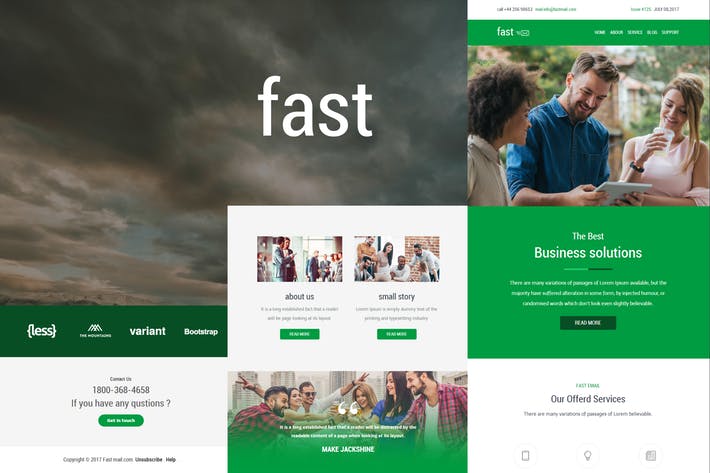 fast
{less}
THE MOUNTAINS
variant
Bootstrap
Contact Us
1800-368-4658
If you have any qustions ?
Get in touch
Copyright © 2017 Fast mail.com Unsubscribe Help
about us
It is a long established fact that a reader
will be page looking at its layout
READ MORE
small story
Lorem Ipsum is simply dummy text of the
printing and typesetting industry
READ MORE
It is a long established fact that a reader will be distracted by the
readable content of a page when looking at its layout.
MAKE JACKSHINE
call +44 256 98653 mail:info@fastmail.com
Issue #725 JULY 08,2017
fast
HOME ABOUR SERVICE BLOG SUPPORT
The Best
Business solutions
There are many variations of passages of Lorem Ipsum available, but the
majority have suffered alteration in some form, by injected humour, or
randomised words which don't look even slightly believable.
READ MORE
FAST EMAIL
Our Offerd Services
There are many variations of passages of Lorem believable.